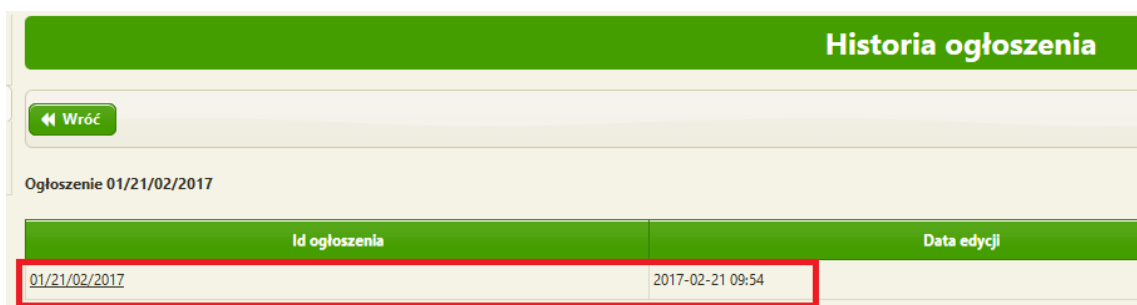 Historia ogłoszenia
Wróć
Ogłoszenie 01/21/02/2017
Id ogłoszenia Data edycji
01/21/02/2017 2017-02-21 09:54